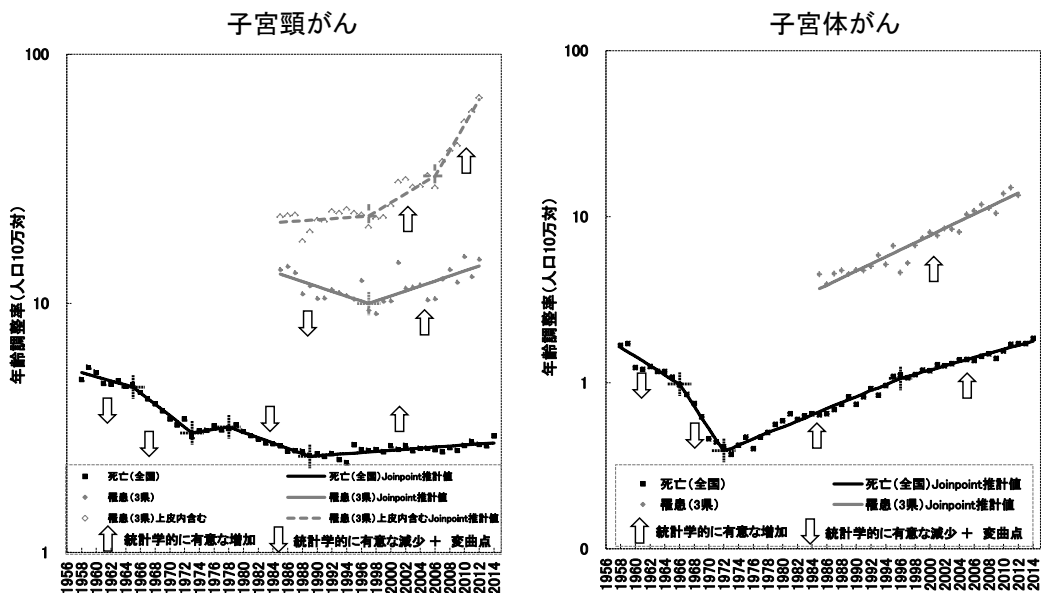 子宮頸がん
年齢調整率(人口10万対)
100
10
1
死亡(全国)
死亡(全国)Joinpoint推計値
罹患(3県)
罹患(3県)Joinpoint推計値
罹患(3県)上皮内含む
罹患(3県)上皮内含むJoinpoint推計値
統計学的に有意な増加
統計学的に有意な減少 + 変曲点
1956 1958 1960 1962 1964 1966 1968 1970 1972 1974 1976 1978 1980 1982 1984 1986 1988 1990 1992 1994 1996 1998 2000 2002 2004 2006 2008 2010 2012 2014
子宮体がん
年齢調整率(人口10万対)
100
10
1
0
死亡(全国)
死亡(全国)Joinpoint推計値
罹患(3県)
罹患(3県)Joinpoint推計値
統計学的に有意な増加
統計学的に有意な減少 + 変曲点
1956 1958 1960 1962 1964 1966 1968 1970 1972 1974 1976 1978 1980 1982 1984 1986 1988 1990 1992 1994 1996 1998 2000 2002 2004 2006 2008 2010 2012 2014